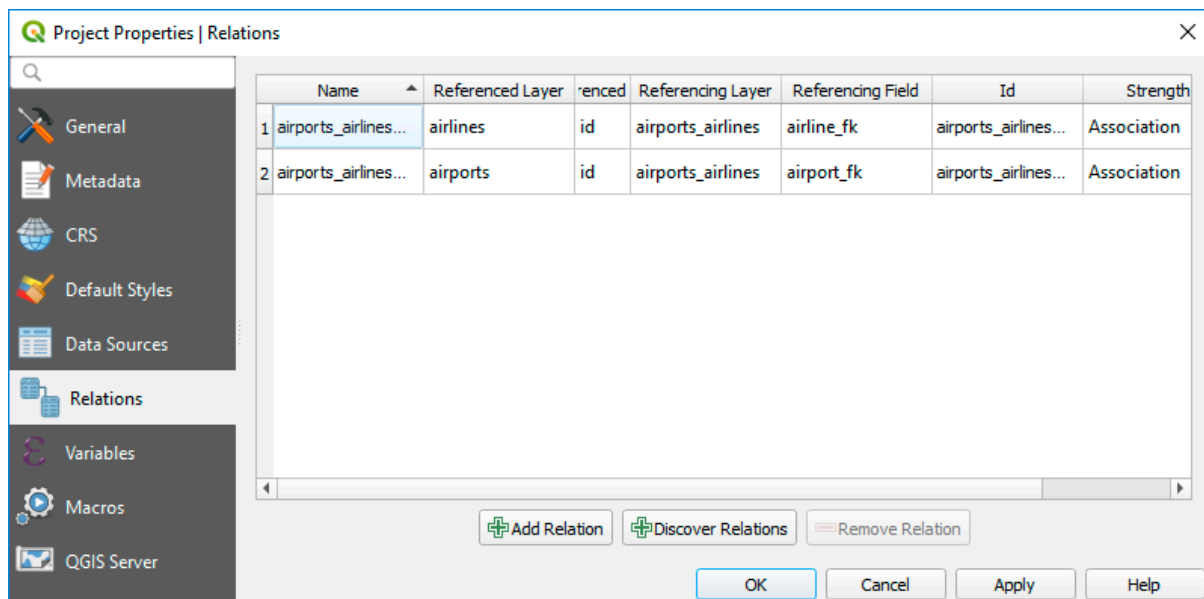 Project Properties | Relations
Name Referenced Layer renced Referencing Layer Referencing Field Id Strength
1 airports_airlines... airlines id airports_airlines airline_fk airports_airlines... Association
2 airports_airlines... airports id airports_airlines airport_fk airports_airlines... Association
General
Metadata
CRS
Default Styles
Data Sources
Relations
Variables
Macros
QGIS Server
Add Relation Discover Relations Remove Relation
OK Cancel Apply Help